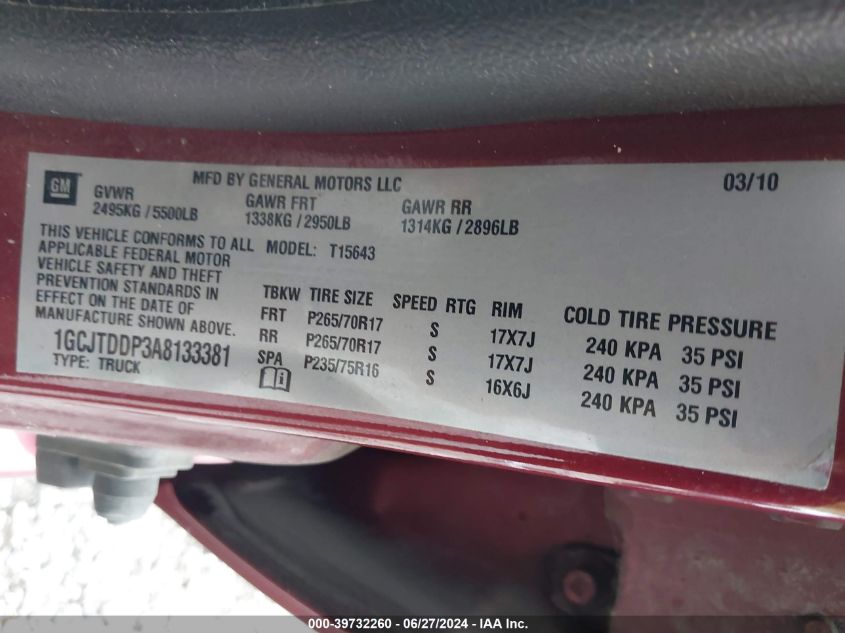 GM MFD BY GENERAL MOTORS LLC 03/10
GVWR GAWR FRT GAWR RR
2495KG / 5500LB 1338KG / 2950LB 1314KG / 2896LB
THIS VEHICLE CONFORMS TO ALL MODEL: T15643
APPLICABLE FEDERAL MOTOR
VEHICLE SAFETY AND THEFT
PREVENTION STANDARDS IN
EFFECT ON THE DATE OF
MANUFACTURE SHOWN ABOVE.
1GCJTDDP3A8133381
TYPE: TRUCK
TBKW TIRE SIZE SPEED RTG RIM COLD TIRE PRESSURE
FRT P265/70R17 S 17X7J 240 KPA 35 PSI
RR P265/70R17 S 17X7J 240 KPA 35 PSI
SPA P235/75R16 S 16X6J 240 KPA 35 PSI
000-39732260 - 06/27/2024 - IAA Inc.